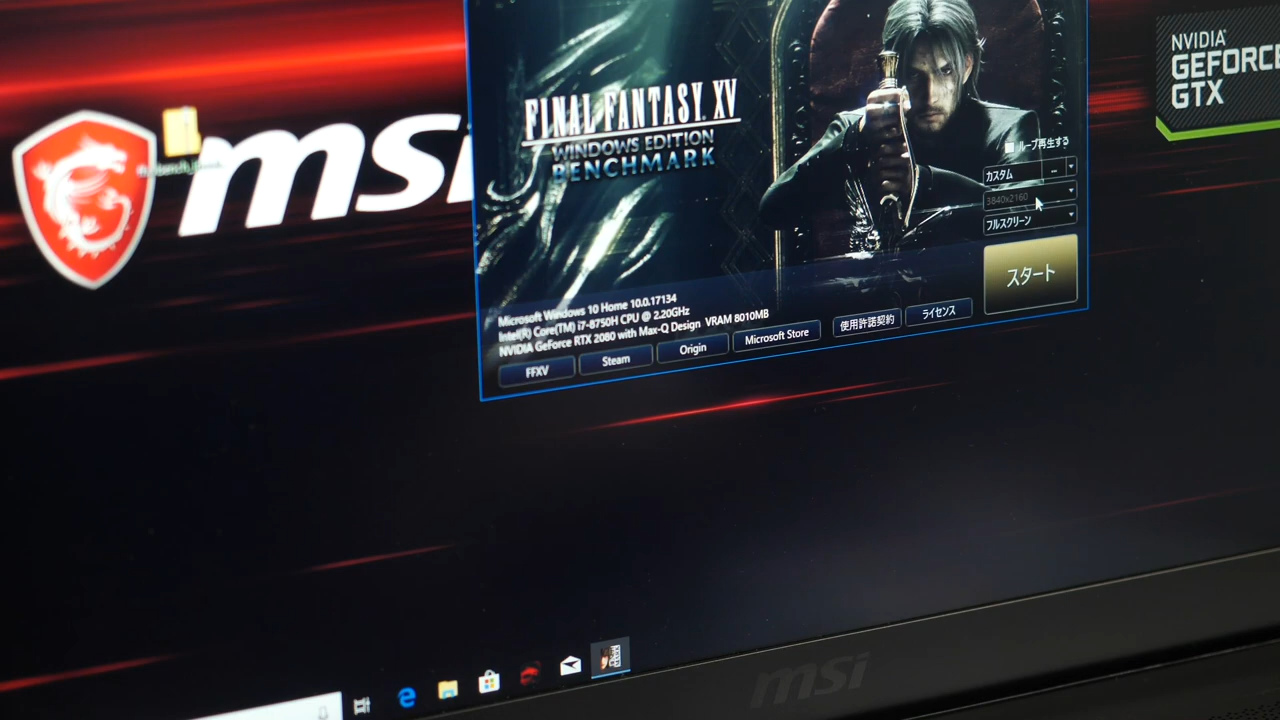 msi
NVIDIA
GEFORCE
GTX
FINAL FANTASY XV
WINDOWS EDITION
BENCHMARK
ループ再生する
カスタム
3840x2160
フルスクリーン
スタート
Microsoft Windows 10 Home 10.0.17134
Intel(R) Core(TM) i7-8750H CPU @ 2.20GHz
NVIDIA GeForce RTX 2080 with Max-Q Design VRAM 8010MB
FFXV
Steam
Origin
Microsoft Store
使用許諾契約
ライセンス
msi